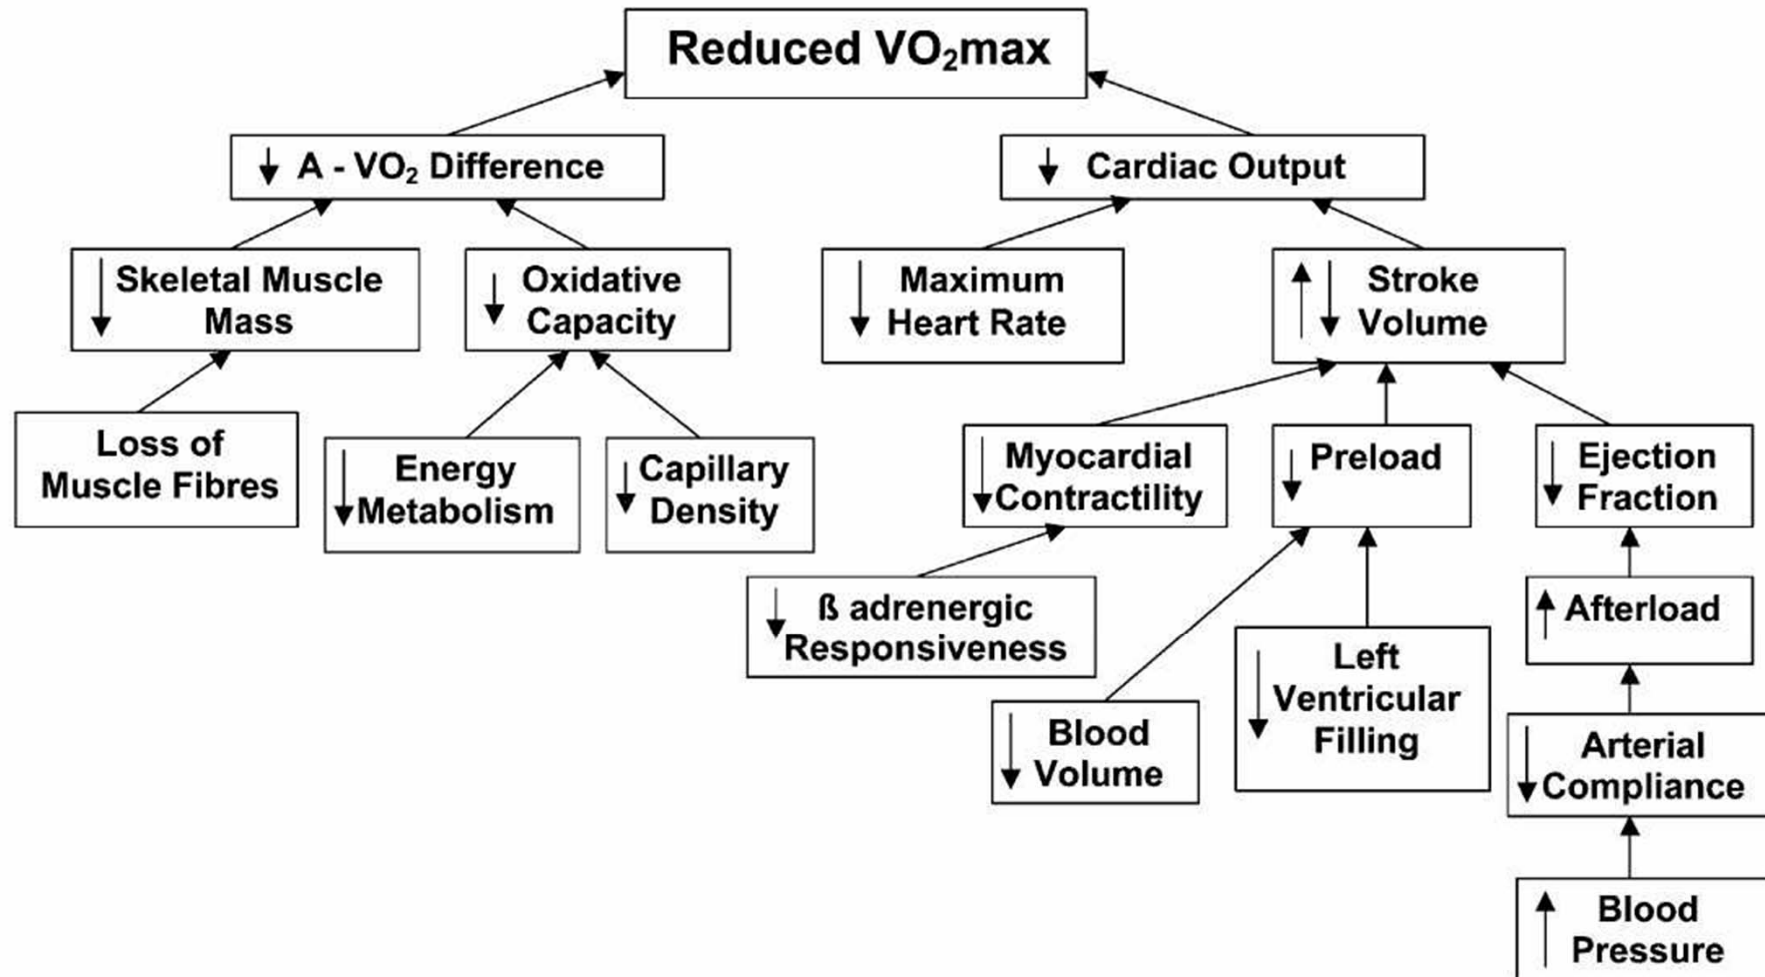 Reduced VO₂max
↓ A - VO₂ Difference
↓ Cardiac Output
↓ Skeletal Muscle
Mass
↓ Oxidative
Capacity
↓ Maximum
Heart Rate
↑ ↓ Stroke
Volume
Loss of
Muscle Fibres
↓ Energy
Metabolism
↓ Capillary
Density
↓ Myocardial
Contractility
↓ Preload
↓ Ejection
Fraction
↓ ß adrenergic
Responsiveness
↑ Afterload
↓ Blood
Volume
↓ Left
Ventricular
Filling
↓ Arterial
Compliance
↑ Blood
Pressure